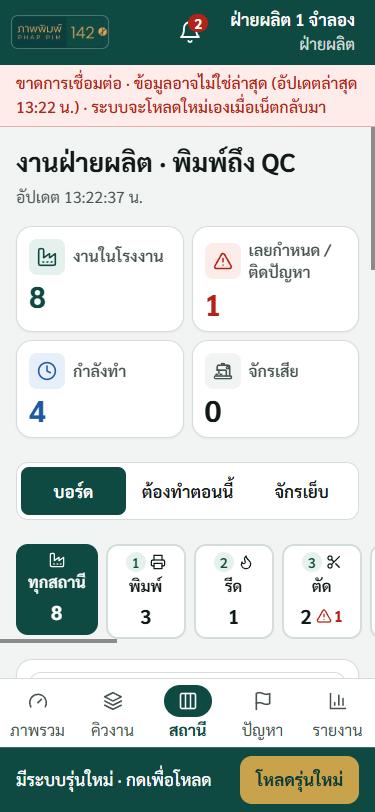 ภาพพิมพ์
PHAP PIM
142
2
ฝ่ายผลิต 1 จำลอง
ฝ่ายผลิต
ขาดการเชื่อมต่อ · ข้อมูลอาจไม่ใช่ล่าสุด (อัปเดตล่าสุด
13:22 น.) · ระบบจะโหลดใหม่เองเมื่อเน็ตกลับมา
งานฝ่ายผลิต · พิมพ์ถึง QC
อัปเดต 13:22:37 น.
งานในโรงงาน
8
เลยกำหนด /
ติดปัญหา
1
กำลังทำ
4
จักรเสีย
0
บอร์ด
ต้องทำตอนนี้
จักรเย็บ
ทุกสถานี
8
1
พิมพ์
3
2
รีด
1
3
ตัด
2
1
ภาพรวม
คิวงาน
สถานี
ปัญหา
รายงาน
มีระบบรุ่นใหม่ · กดเพื่อโหลด
โหลดรุ่นใหม่